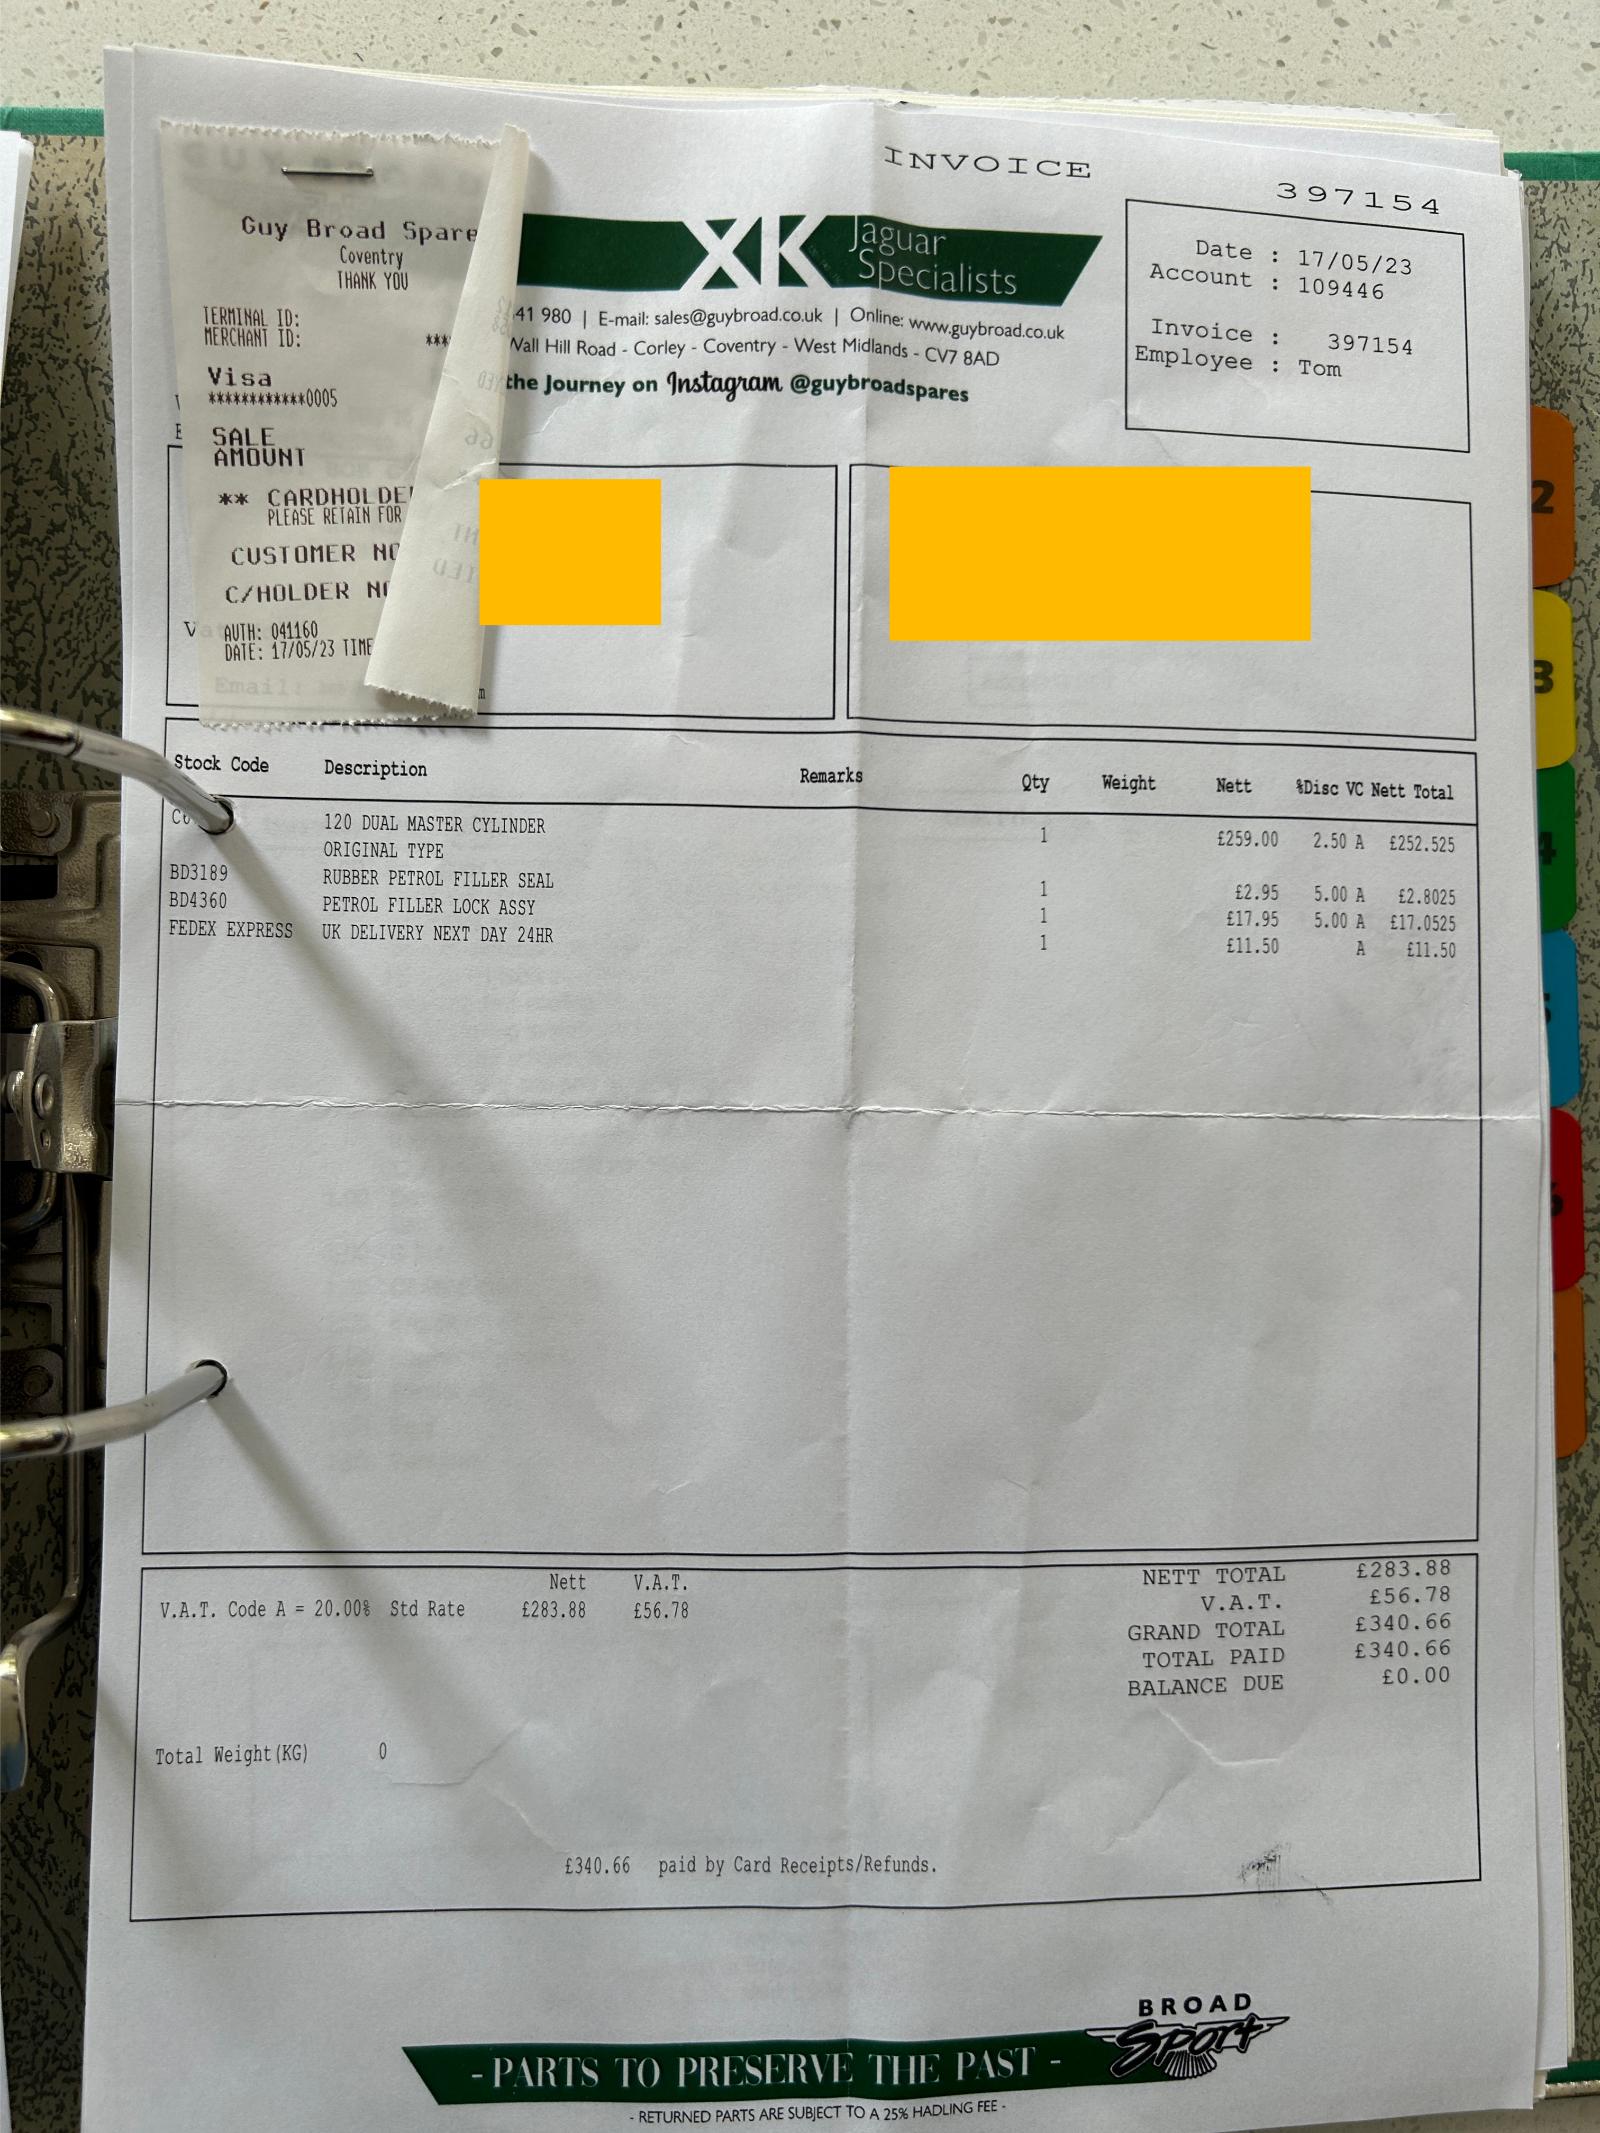 INVOICE
397154
Guy Broad Spare
Coventry
THANK YOU
TERMINAL ID:
MERCHANT ID: ***
Visa
************0005
SALE
AMOUNT
** CARDHOLDE
PLEASE RETAIN FOR
CUSTOMER NO
C/HOLDER NO
AUTH: 041160
DATE: 17/05/23 TIME
Email:
XK Jaguar
Specialists
41 980 | E-mail: sales@guybroad.co.uk | Online: www.guybroad.co.uk
Wall Hill Road - Corley - Coventry - West Midlands - CV7 8AD
the Journey on Instagram @guybroadspares
Date : 17/05/23
Account : 109446
Invoice : 397154
Employee : Tom
Stock Code Description Remarks Qty Weight Nett %Disc VC Nett Total
120 DUAL MASTER CYLINDER 1 £259.00 2.50 A £252.525
ORIGINAL TYPE
BD3189 RUBBER PETROL FILLER SEAL 1 £2.95 5.00 A £2.8025
BD4360 PETROL FILLER LOCK ASSY 1 £17.95 5.00 A £17.0525
FEDEX EXPRESS UK DELIVERY NEXT DAY 24HR 1 £11.50 A £11.50
Nett V.A.T.
V.A.T. Code A = 20.00% Std Rate £283.88 £56.78
NETT TOTAL £283.88
V.A.T. £56.78
GRAND TOTAL £340.66
TOTAL PAID £340.66
BALANCE DUE £0.00
Total Weight(KG) 0
£340.66 paid by Card Receipts/Refunds.
BROAD
Sport
- PARTS TO PRESERVE THE PAST -
- RETURNED PARTS ARE SUBJECT TO A 25% HADLING FEE -
2
3
4
5
6